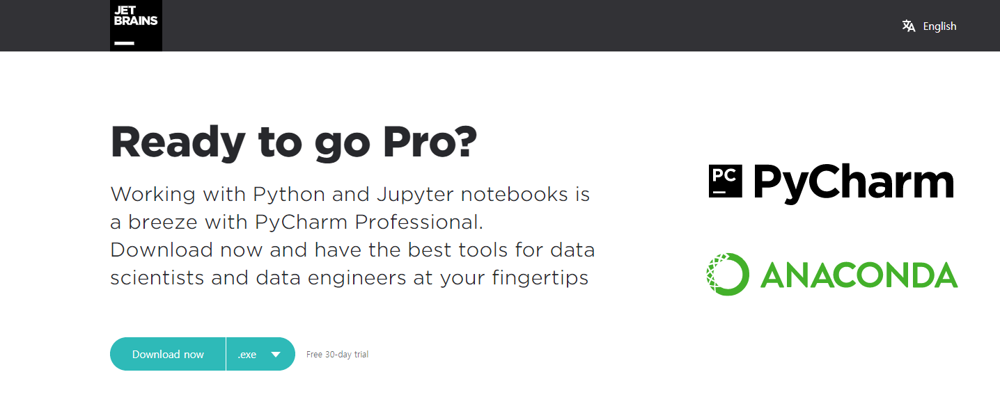 JET
BRAINS
English
Ready to go Pro?
Working with Python and Jupyter notebooks is
a breeze with PyCharm Professional.
Download now and have the best tools for data
scientists and data engineers at your fingertips
PC PyCharm
ANACONDA
Download now .exe Free 30-day trial